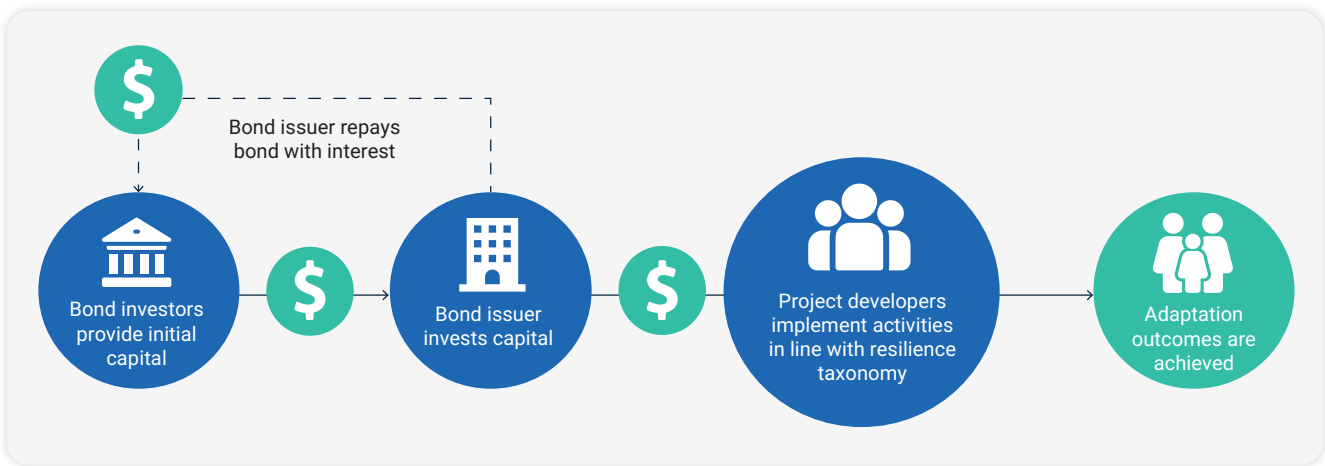 $
Bond issuer repays
bond with interest
Bond investors
provide initial
capital
$
Bond issuer
invests capital
$
Project developers
implement activities
in line with resilience
taxonomy
Adaptation
outcomes are
achieved